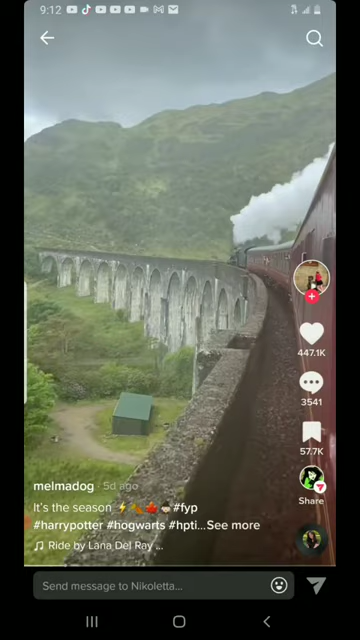 9:12
447.1K
3541
57.7K
Share
melmadog · 5d ago
It's the season ⚡🍂🍁🧙🏻#fyp
#harrypotter #hogwarts #hpti...See more
Ride by Lana Del Ray ...
Send message to Nikoletta...